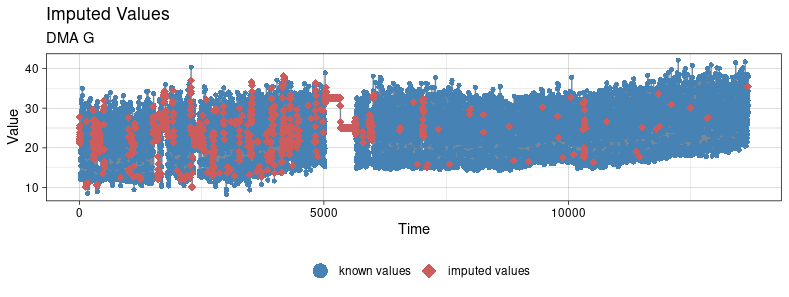 Imputed Values
DMA G
40
30
20
10
Value
0 5000 10000
Time
known values imputed values